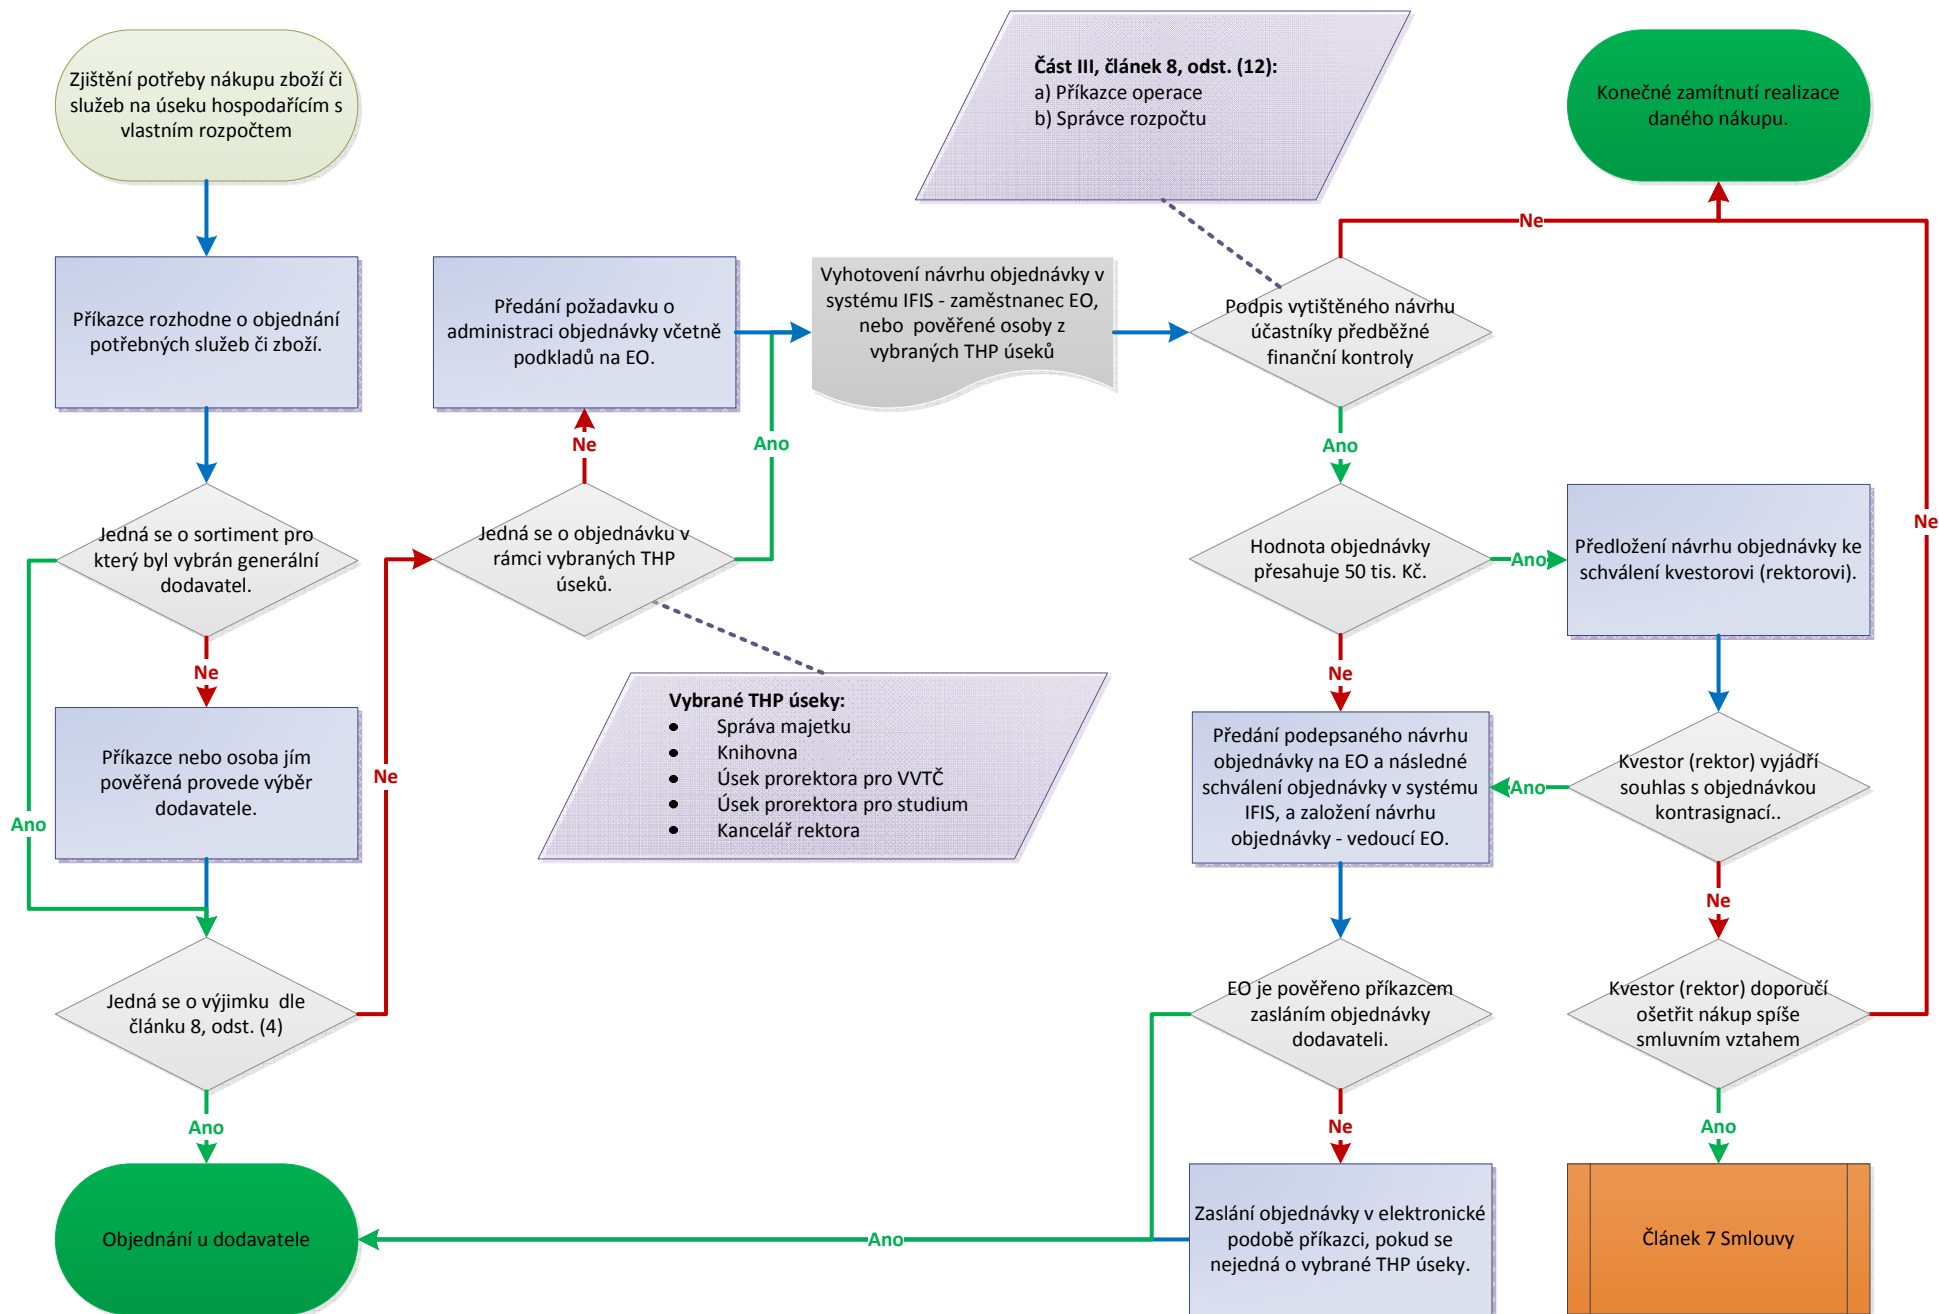 Zjištění potřeby nákupu zboží či
služeb na úseku hospodařícím s
vlastním rozpočtem
Příkazce rozhodne o objednání
potřebných služeb či zboží.
Jedná se o sortiment pro
který byl vybrán generální
dodavatel.
Ano
Ne
Příkazce nebo osoba jím
pověřená provede výběr
dodavatele.
Jedná se o výjimku  dle
článku 8, odst. (4)
Ne
Ano
Objednání u dodavatele
Jedná se o objednávku v
rámci vybraných THP
úseků.
Ne
Ano
Předání požadavku o
administraci objednávky včetně
podkladů na EO.
Vybrané THP úseky:
● Správa majetku
● Knihovna
● Úsek prorektora pro VVTČ
● Úsek prorektora pro studium
● Kancelář rektora
Vyhotovení návrhu objednávky v
systému IFIS - zaměstnanec EO,
nebo  pověřené osoby z
vybraných THP úseků
Část III, článek 8, odst. (12):
a) Příkazce operace
b) Správce rozpočtu
Podpis vytištěného návrhu
účastníky předběžné
finanční kontroly
Ne
Ano
Konečné zamítnutí realizace
daného nákupu.
Hodnota objednávky
přesahuje 50 tis. Kč.
Ano
Ne
Předložení návrhu objednávky ke
schválení kvestorovi (rektorovi).
Kvestor (rektor) vyjádří
souhlas s objednávkou
kontrasignací..
Ano
Ne
Předání podepsaného návrhu
objednávky na EO a následné
schválení objednávky v systému
IFIS, a založení návrhu
objednávky - vedoucí EO.
Kvestor (rektor) doporučí
ošetřit nákup spíše
smluvním vztahem
Ne
Ano
Článek 7 Smlouvy
EO je pověřeno příkazcem
zasláním objednávky
dodavateli.
Ano
Ne
Zaslání objednávky v elektronické
podobě příkazci, pokud se
nejedná o vybrané THP úseky.